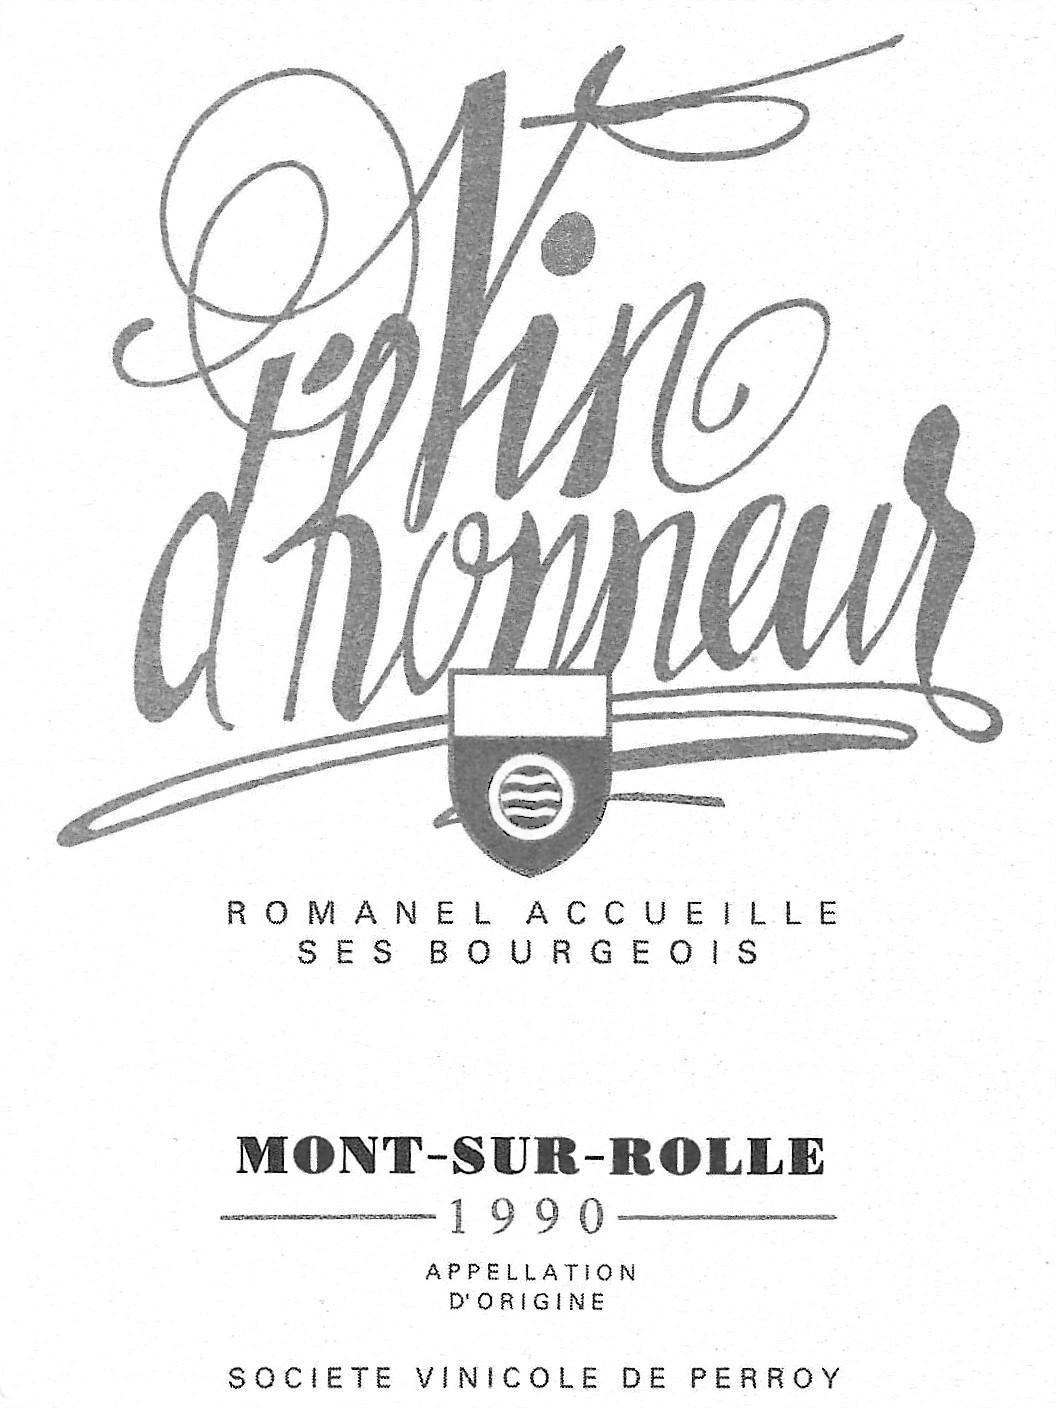 Vin
d'honneur
ROMANEL ACCUEILLE
SES BOURGEOIS
MONT-SUR-ROLLE
1990
APPELLATION
D'ORIGINE
SOCIETE VINICOLE DE PERROY